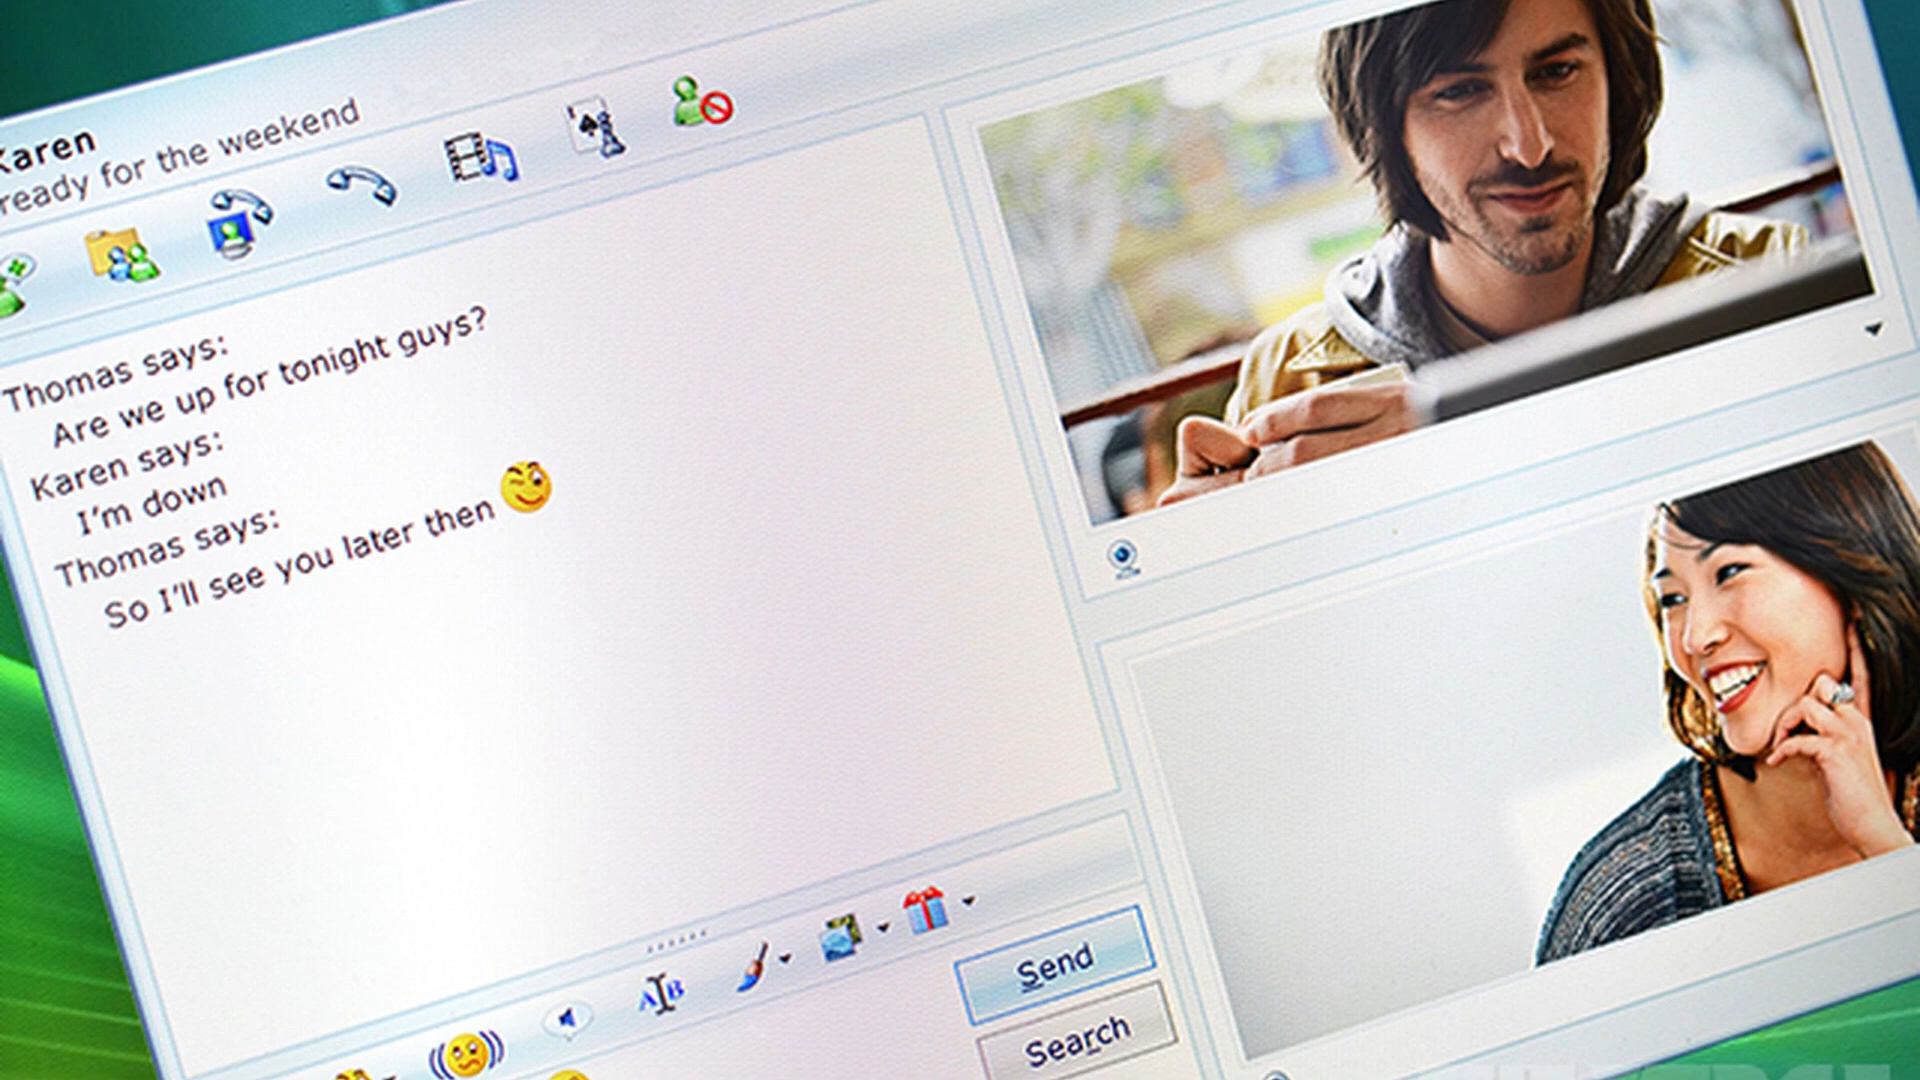 Karen
ready for the weekend
Thomas says:
Are we up for tonight guys?
Karen says:
I'm down
Thomas says:
So I'll see you later then
AB
Send
Search